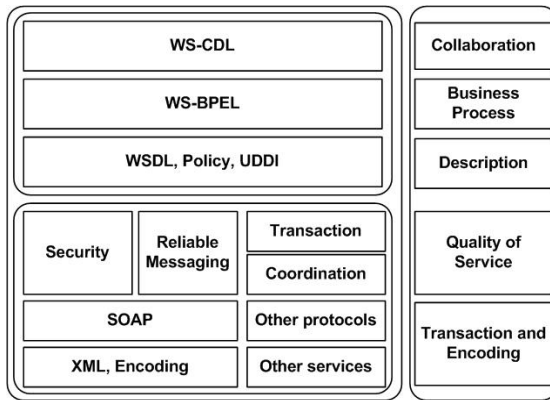 WS-CDL
WS-BPEL
WSDL, Policy, UDDI
Security
Reliable
Messaging
Transaction
Coordination
SOAP
Other protocols
XML, Encoding
Other services
Collaboration
Business
Process
Description
Quality of
Service
Transaction and
Encoding